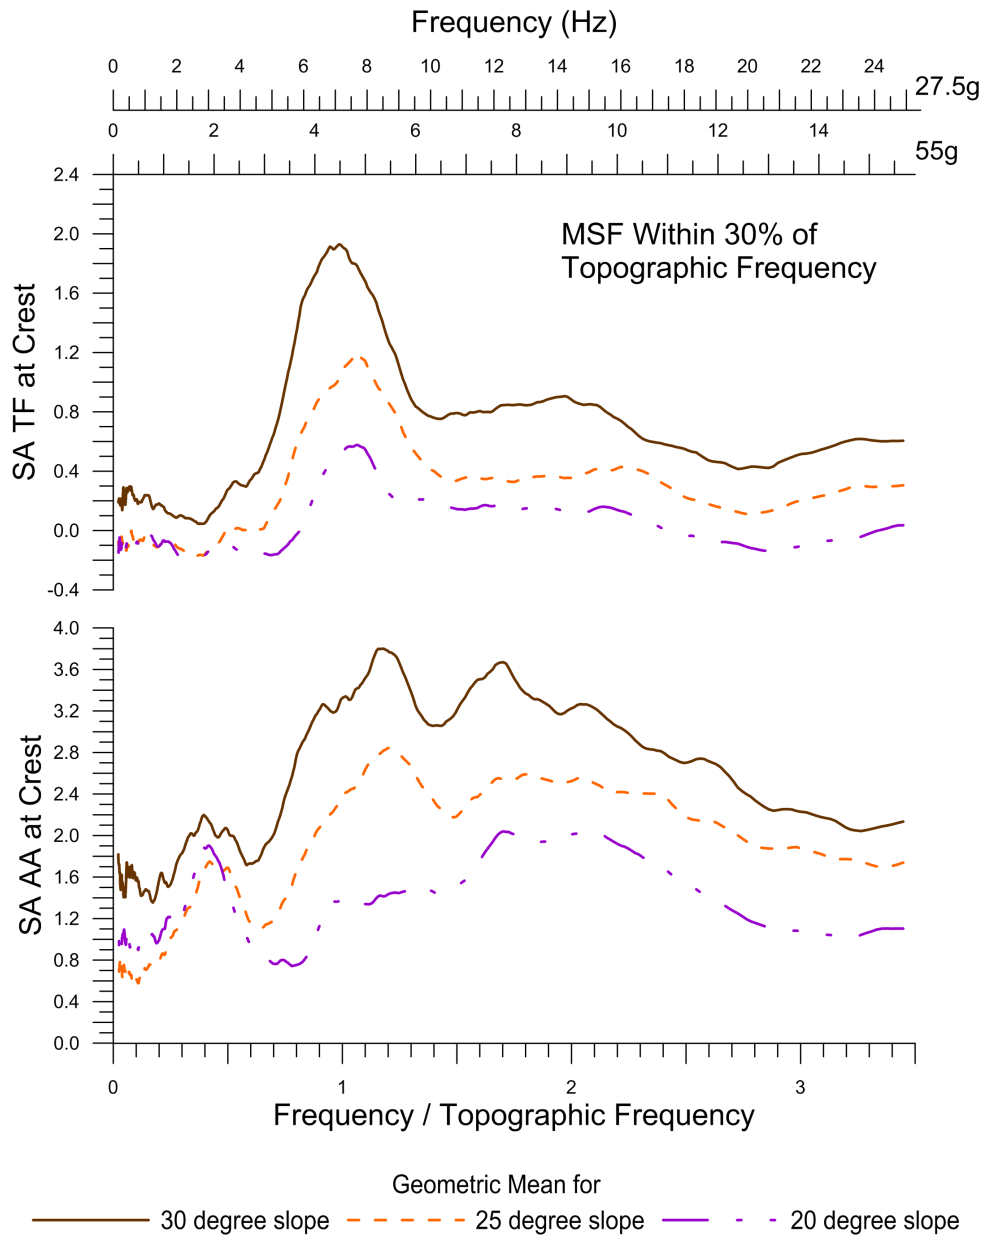 Frequency (Hz)
0 2 4 6 8 10 12 14 16 18 20 22 24
27.5g
0 2 4 6 8 10 12 14
55g
2.4
2.0
1.6
1.2
0.8
0.4
0.0
-0.4
SA TF at Crest
MSF Within 30% of
Topographic Frequency
4.0
3.6
3.2
2.8
2.4
2.0
1.6
1.2
0.8
0.4
0.0
SA AA at Crest
0 1 2 3
Frequency / Topographic Frequency
Geometric Mean for
30 degree slope 25 degree slope 20 degree slope